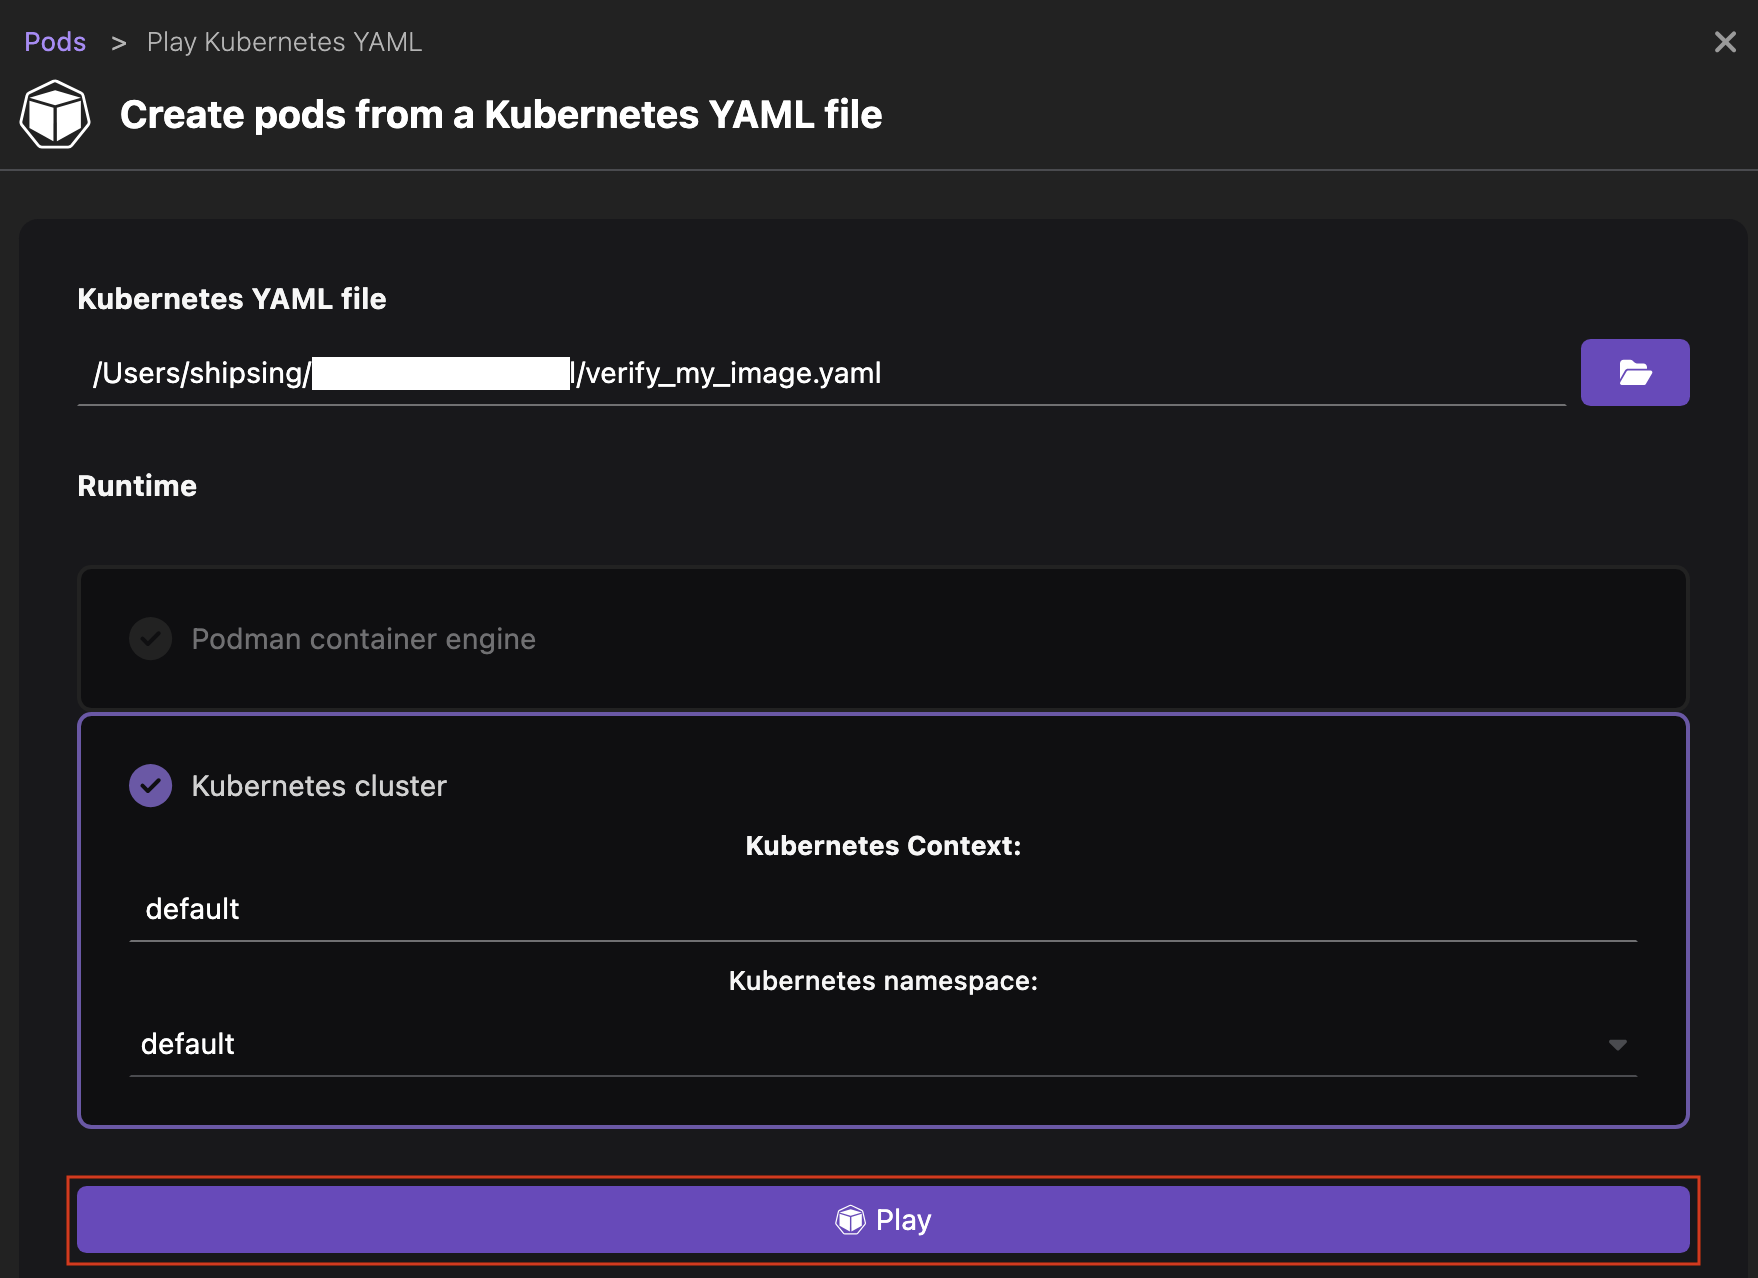 Pods > Play Kubernetes YAML
Create pods from a Kubernetes YAML file
Kubernetes YAML file
/Users/shipsing/ l/verify_my_image.yaml
Runtime
Podman container engine
Kubernetes cluster
Kubernetes Context:
default
Kubernetes namespace:
default
Play